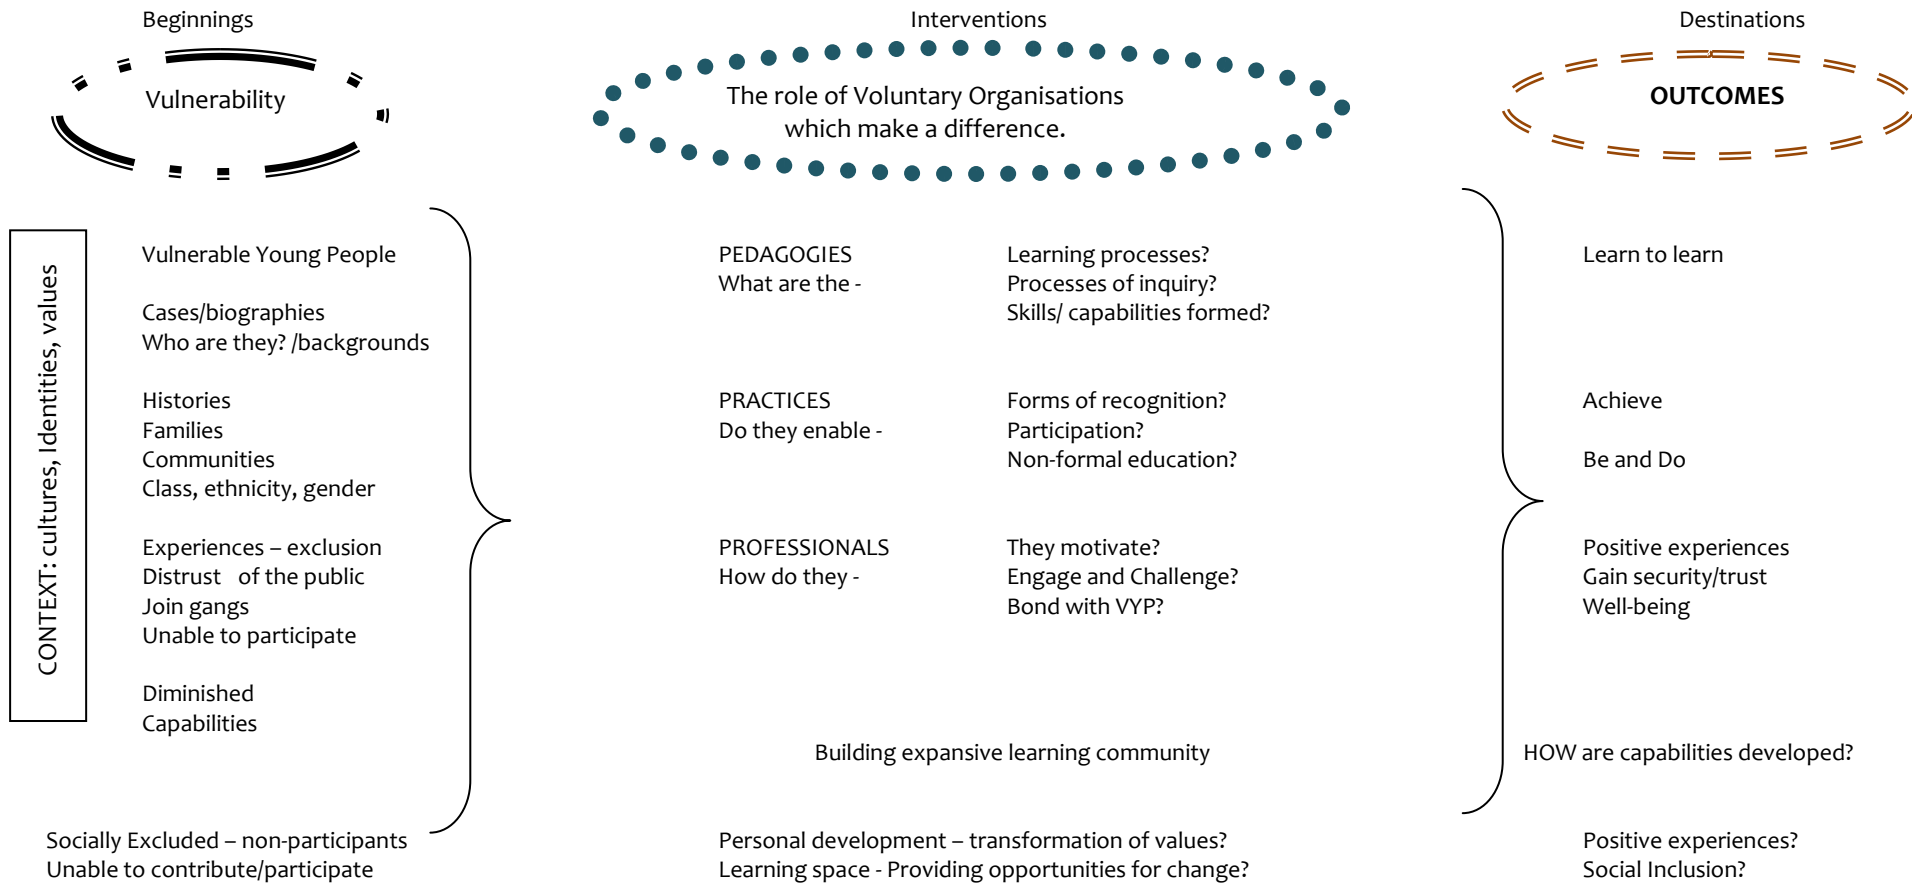 Beginnings
Interventions
Destinations
Vulnerability
The role of Voluntary Organisations
which make a difference.
OUTCOMES
CONTEXT: cultures, Identities, values
Vulnerable Young People
Cases/biographies
Who are they? /backgrounds
Histories
Families
Communities
Class, ethnicity, gender
Experiences – exclusion
Distrust of the public
Join gangs
Unable to participate
Diminished
Capabilities
Socially Excluded – non-participants
Unable to contribute/participate
PEDAGOGIES
What are the -
Learning processes?
Processes of inquiry?
Skills/ capabilities formed?
PRACTICES
Do they enable -
Forms of recognition?
Participation?
Non-formal education?
PROFESSIONALS
How do they -
They motivate?
Engage and Challenge?
Bond with VYP?
Building expansive learning community
Personal development – transformation of values?
Learning space - Providing opportunities for change?
Learn to learn
Achieve
Be and Do
Positive experiences
Gain security/trust
Well-being
HOW are capabilities developed?
Positive experiences?
Social Inclusion?